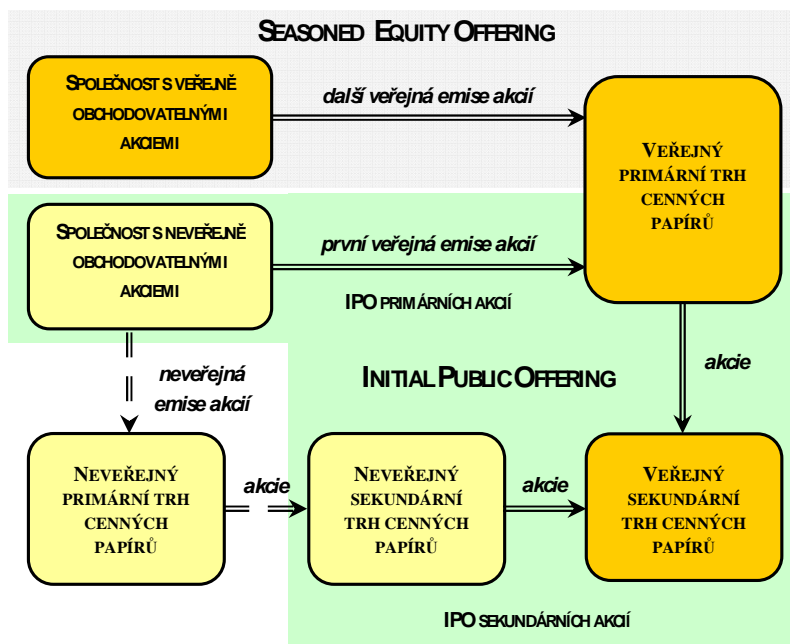 SEASONED EQUITY OFFERING
SPOLEČNOST S VEŘEJNĚ
OBCHODOVATELNÝMI
AKCIEMI
další veřejná emise akcií
VEŘEJNÝ
PRIMÁRNÍ TRH
CENNÝCH
PAPÍRŮ
SPOLEČNOST S NEVEŘEJNĚ
OBCHODOVATELNÝMI
AKCIEMI
první veřejná emise akcií
IPO PRIMÁRNÍCH AKCIÍ
neveřejná
emise akcií
INITIAL PUBLIC OFFERING
akcie
NEVEŘEJNÝ
PRIMÁRNÍ TRH
CENNÝCH
PAPÍRŮ
akcie
NEVEŘEJNÝ
SEKUNDÁRNÍ
TRH CENNÝCH
PAPÍRŮ
akcie
VEŘEJNÝ
SEKUNDÁRNÍ
TRH CENNÝCH
PAPÍRŮ
IPO SEKUNDÁRNÍCH AKCIÍ